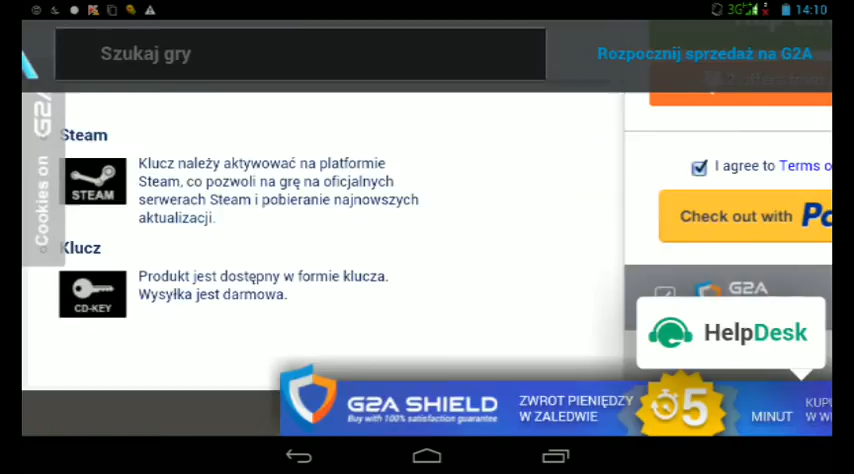 3G
14:10
Szukaj gry
Rozpocznij sprzedaż na G2A
Cookies on G2A
Steam
STEAM
Klucz należy aktywować na platformie
Steam, co pozwoli na grę na oficjalnych
serwerach Steam i pobieranie najnowszych
aktualizacji.
Klucz
CD-KEY
Produkt jest dostępny w formie klucza.
Wysyłka jest darmowa.
I agree to Terms o
Check out with
G2A
HelpDesk
G2A SHIELD
Buy with 100% satisfaction guarantee
ZWROT PIENIĘDZY
W ZALEDWIE
5
MINUT